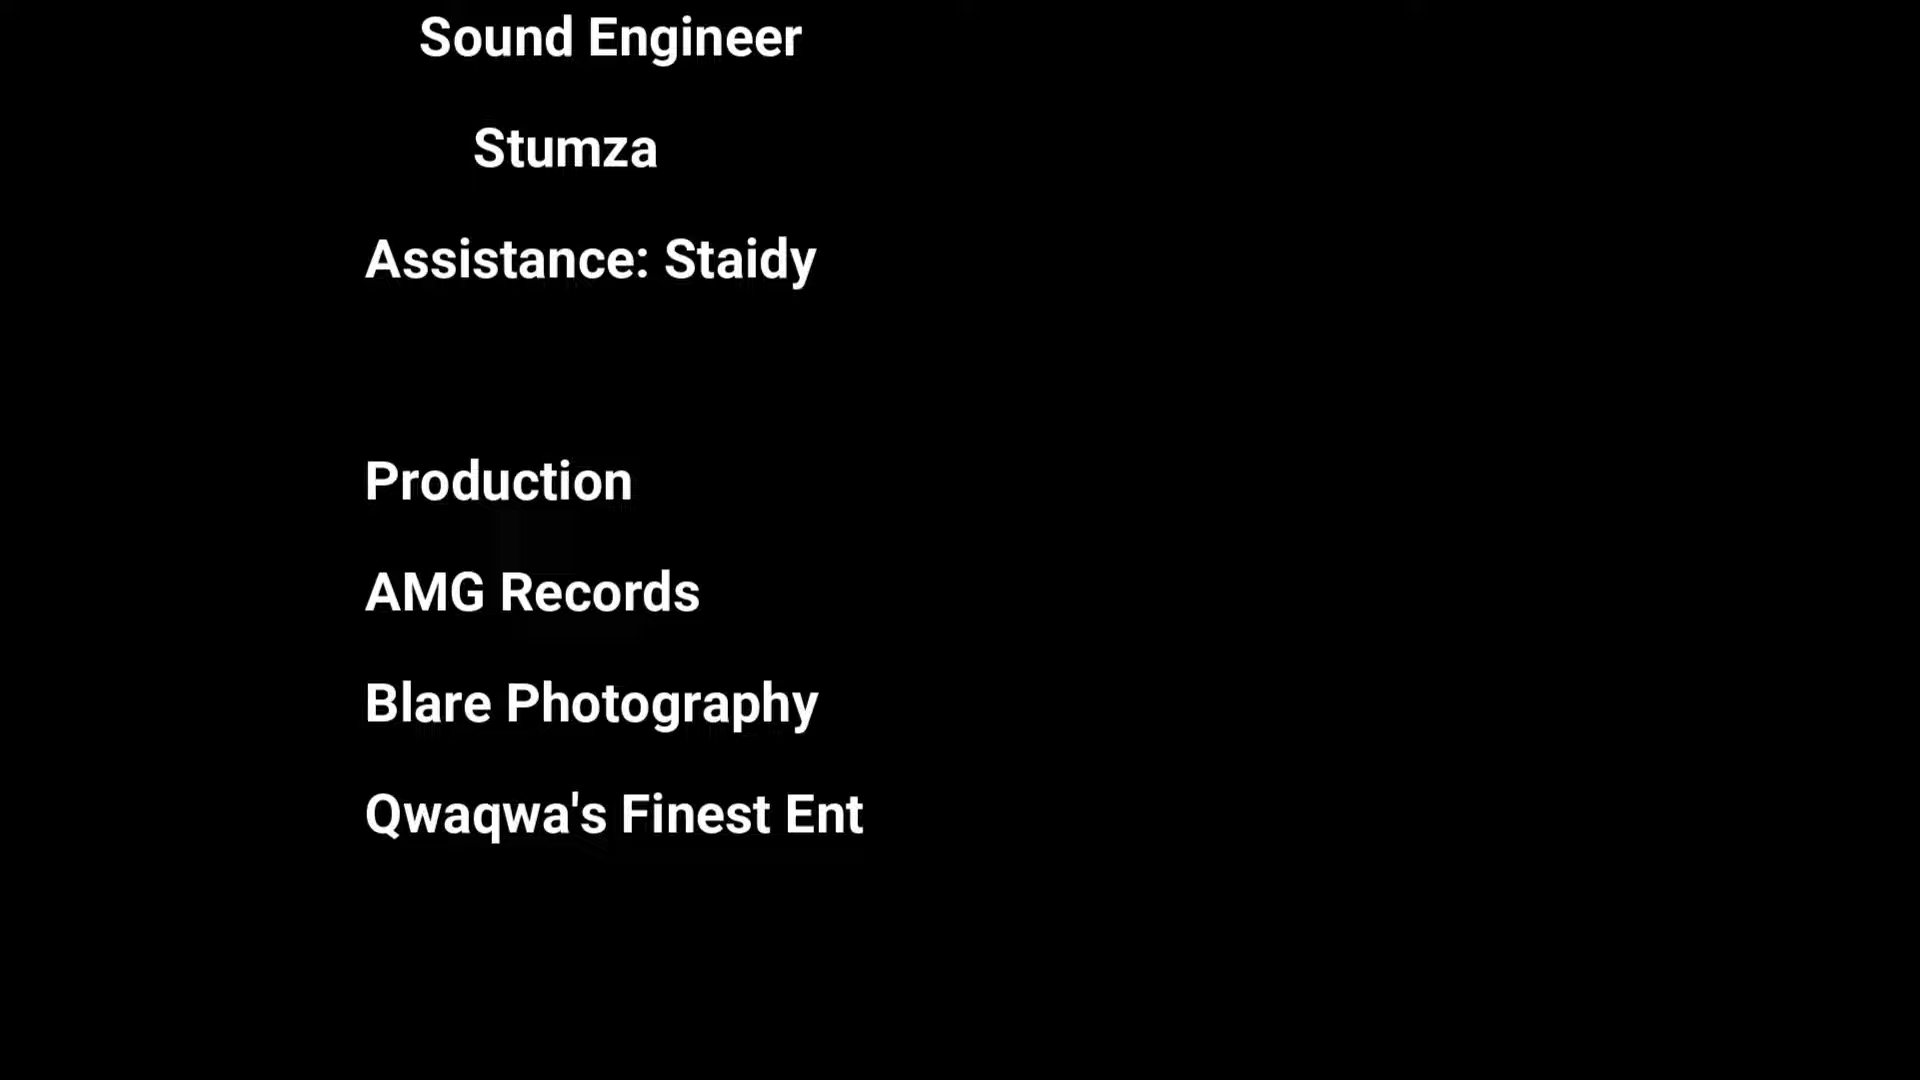 Sound Engineer
Stumza
Assistance: Staidy
Production
AMG Records
Blare Photography
Qwaqwa's Finest Ent